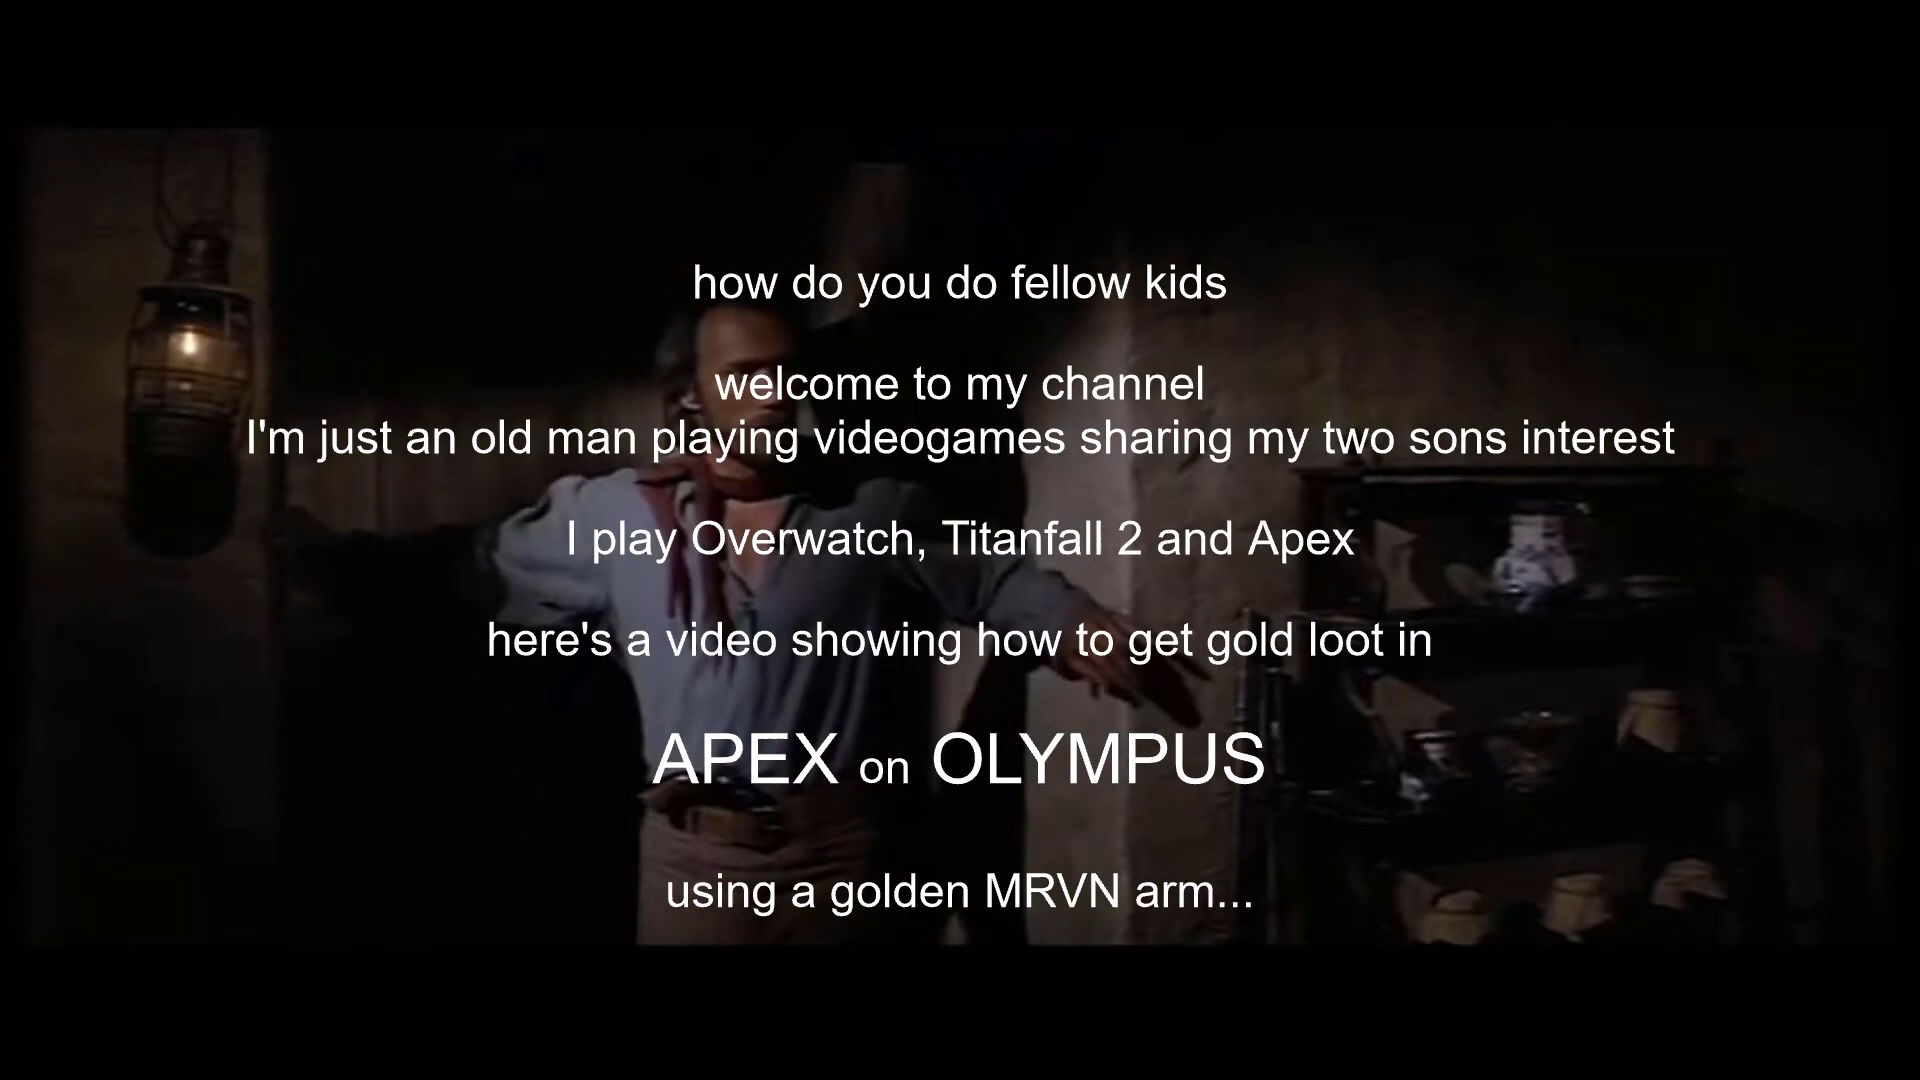 how do you do fellow kids
welcome to my channel
I'm just an old man playing videogames sharing my two sons interest
I play Overwatch, Titanfall 2 and Apex
here's a video showing how to get gold loot in
APEX on OLYMPUS
using a golden MRVN arm...